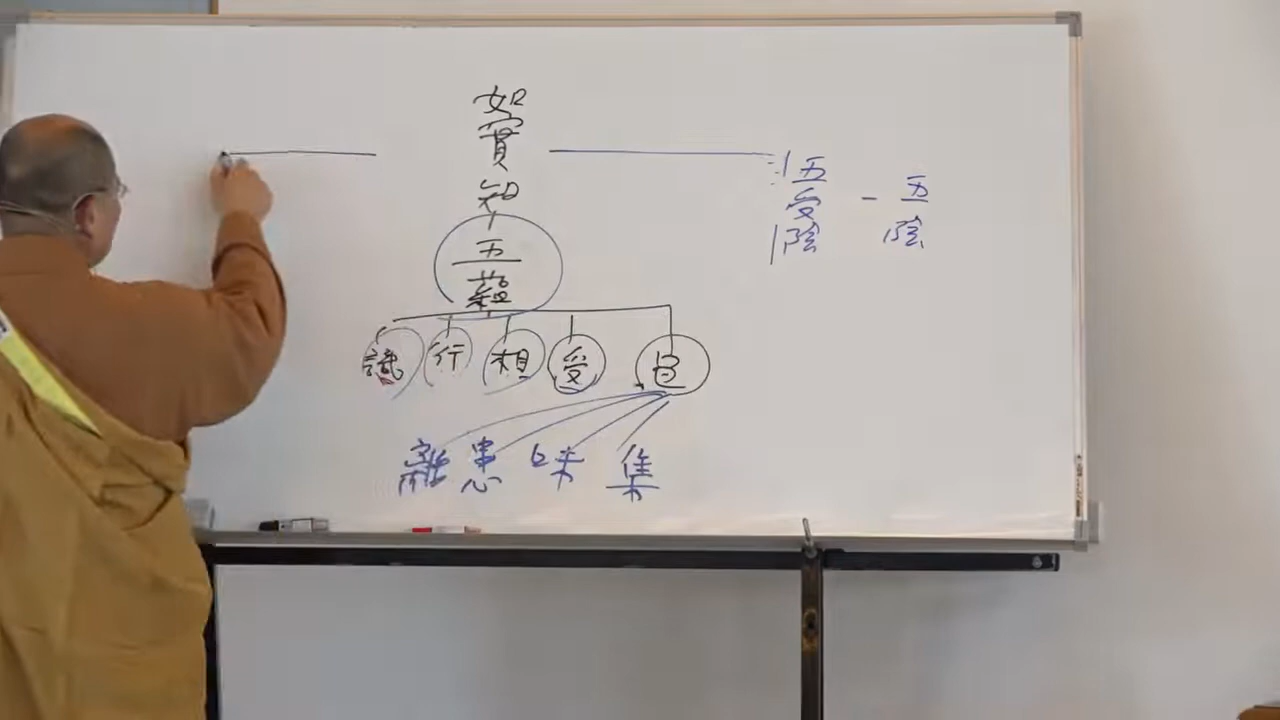 如實知
五蘊
識 行 想 受 色
離 患 味 集
五受陰 - 五陰